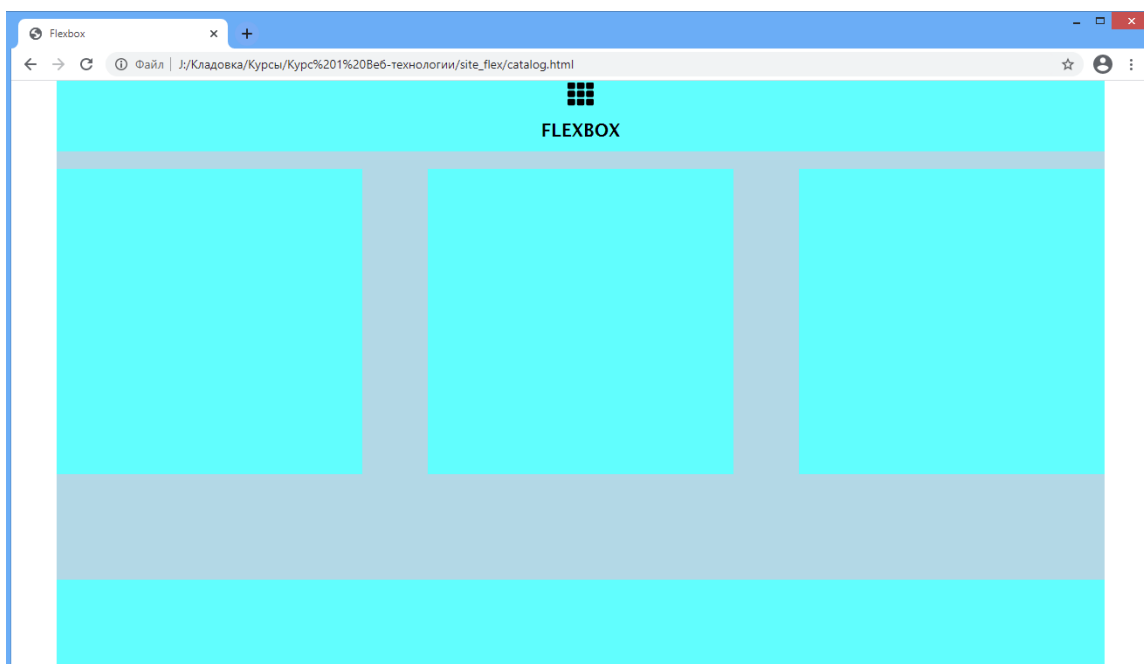 Flexbox
Файл | J:/Кладовка/Курсы/Курс%201%20Веб-технологии/site_flex/catalog.html
FLEXBOX